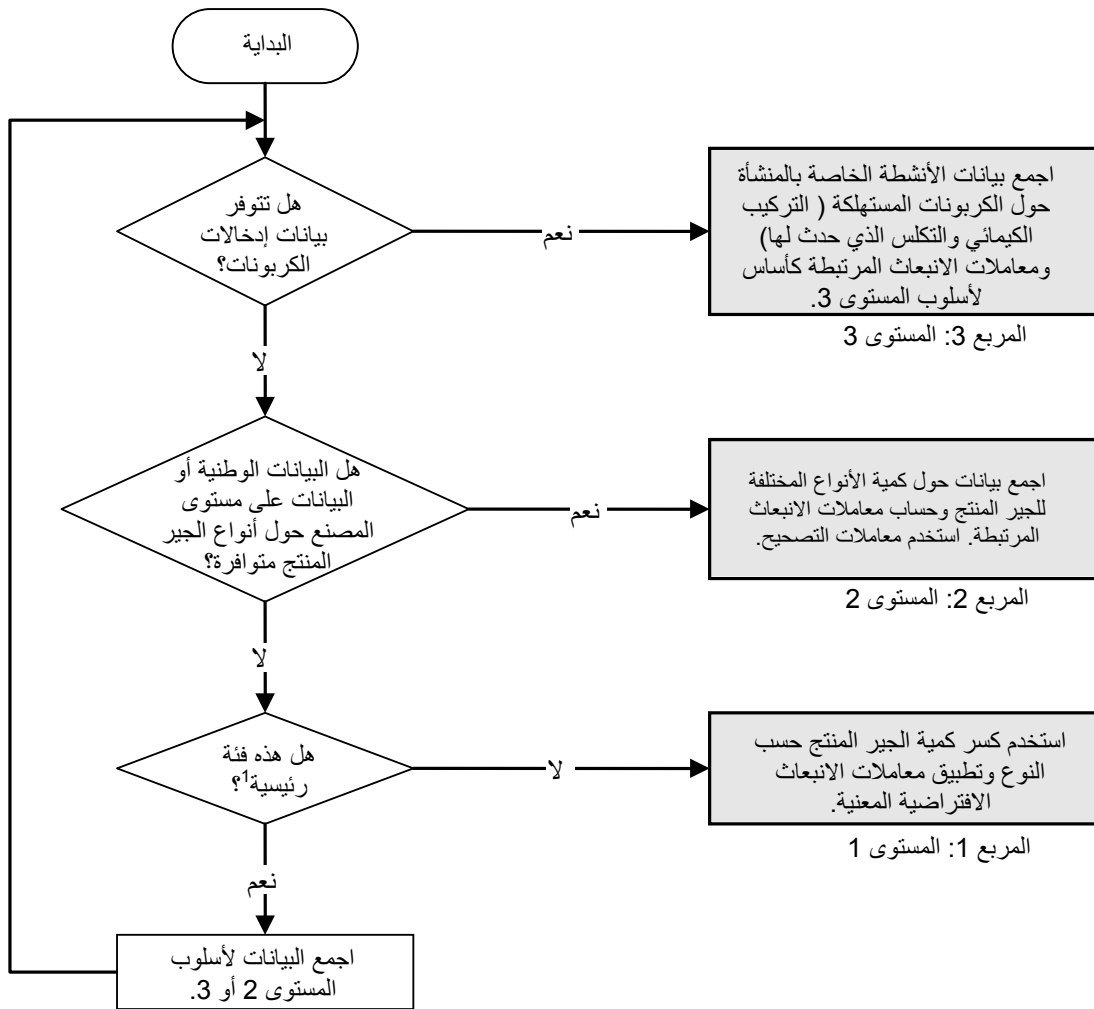 البداية
هل تتوفر
بيانات إدخالات
الكربونات؟
نعم
اجمع بيانات الأنشطة الخاصة بالمنشأة
حول الكربونات المستهلكة ( التركيب
الكيمائي والتكلس الذي حدث لها)
ومعاملات الانبعاث المرتبطة كأساس
لأسلوب المستوى 3.
المربع 3: المستوى 3
لا
هل البيانات الوطنية أو
البيانات على مستوى
المصنع حول أنواع الجير
المنتج متوافرة؟
نعم
اجمع بيانات حول كمية الأنواع المختلفة
للجير المنتج وحساب معاملات الانبعاث
المرتبطة. استخدم معاملات التصحيح.
المربع 2: المستوى 2
لا
هل هذه فئة
رئيسية1؟
لا
استخدم كسر كمية الجير المنتج حسب
النوع وتطبيق معاملات الانبعاث
الافتراضية المعنية.
المربع 1: المستوى 1
نعم
اجمع البيانات لأسلوب
المستوى 2 أو 3.